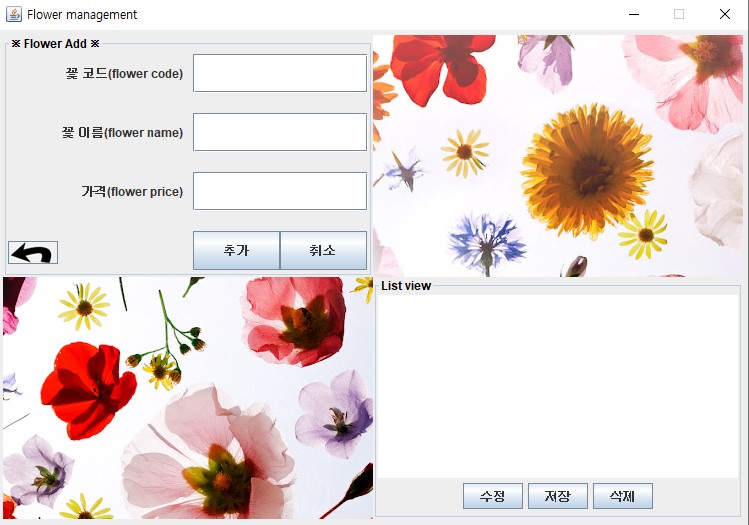 Flower management
※ Flower Add ※
꽃 코드(flower code)
꽃 이름(flower name)
가격(flower price)
추가 취소
List view
수정 저장 삭제